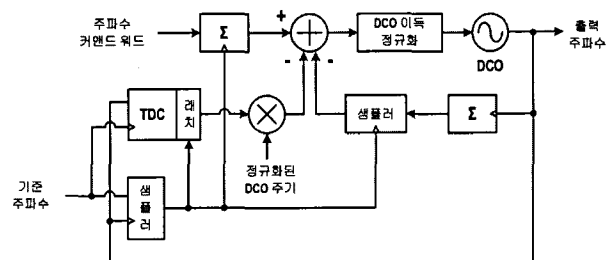 주파수
커맨드 워드
Σ
+
-
-
DCO 이득
정규화
DCO
출력
주파수
TDC
래
치
정규화된
DCO 주기
샘플러
Σ
기준
주파수
샘
플
러